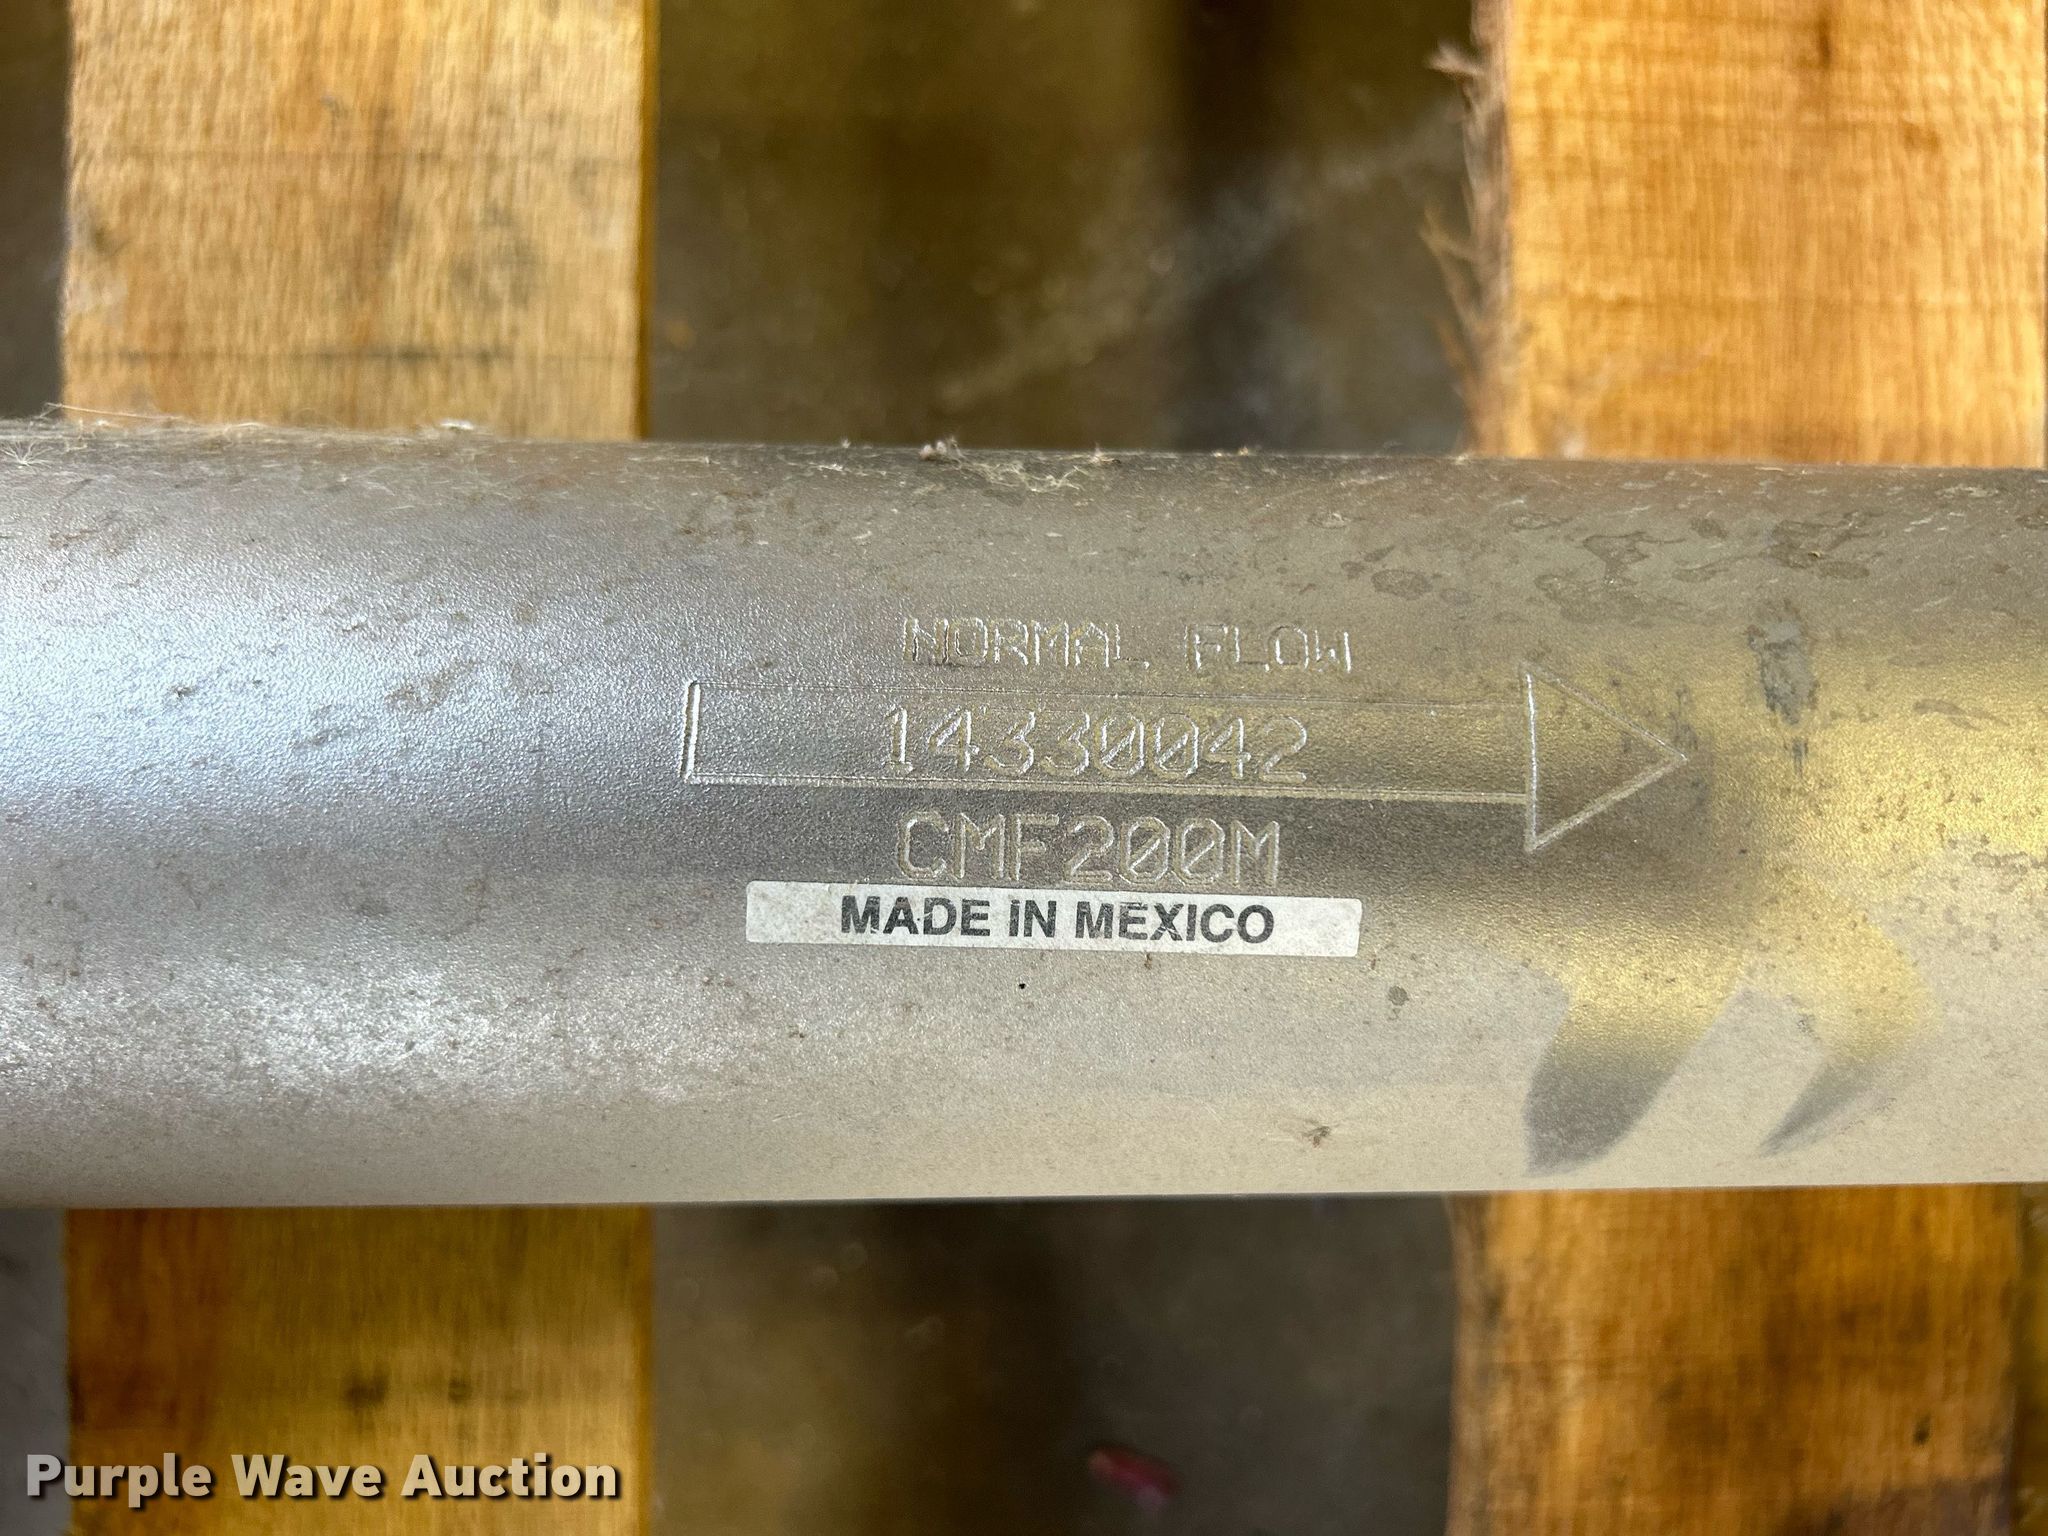 NORMAL FLOW
14330042
CMF200M
MADE IN MEXICO
Purple Wave Auction